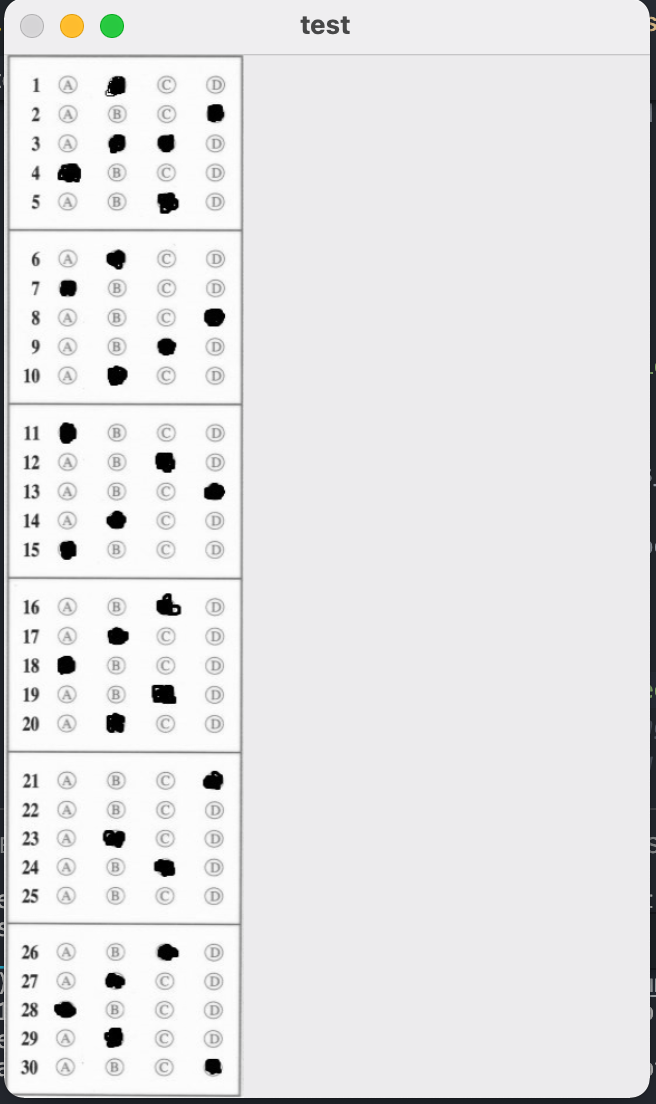 test
1 Ⓐ Ⓒ Ⓓ
2 Ⓐ Ⓑ Ⓒ
3 Ⓐ Ⓓ
4 Ⓑ Ⓒ Ⓓ
5 Ⓐ Ⓑ Ⓓ
6 Ⓐ Ⓒ Ⓓ
7 Ⓑ Ⓒ Ⓓ
8 Ⓐ Ⓑ Ⓒ
9 Ⓐ Ⓑ Ⓓ
10 Ⓐ Ⓒ Ⓓ
11 Ⓑ Ⓒ Ⓓ
12 Ⓐ Ⓑ Ⓓ
13 Ⓐ Ⓑ Ⓒ
14 Ⓐ Ⓒ Ⓓ
15 Ⓑ Ⓒ Ⓓ
16 Ⓐ Ⓑ Ⓓ
17 Ⓐ Ⓒ Ⓓ
18 Ⓑ Ⓒ Ⓓ
19 Ⓐ Ⓑ Ⓓ
20 Ⓐ Ⓒ Ⓓ
21 Ⓐ Ⓑ Ⓒ
22 Ⓐ Ⓑ Ⓒ Ⓓ
23 Ⓐ Ⓒ Ⓓ
24 Ⓐ Ⓑ Ⓓ
25 Ⓐ Ⓑ Ⓒ Ⓓ
26 Ⓐ Ⓑ Ⓓ
27 Ⓐ Ⓒ Ⓓ
28 Ⓑ Ⓒ Ⓓ
29 Ⓐ Ⓒ Ⓓ
30 Ⓐ Ⓑ Ⓒ